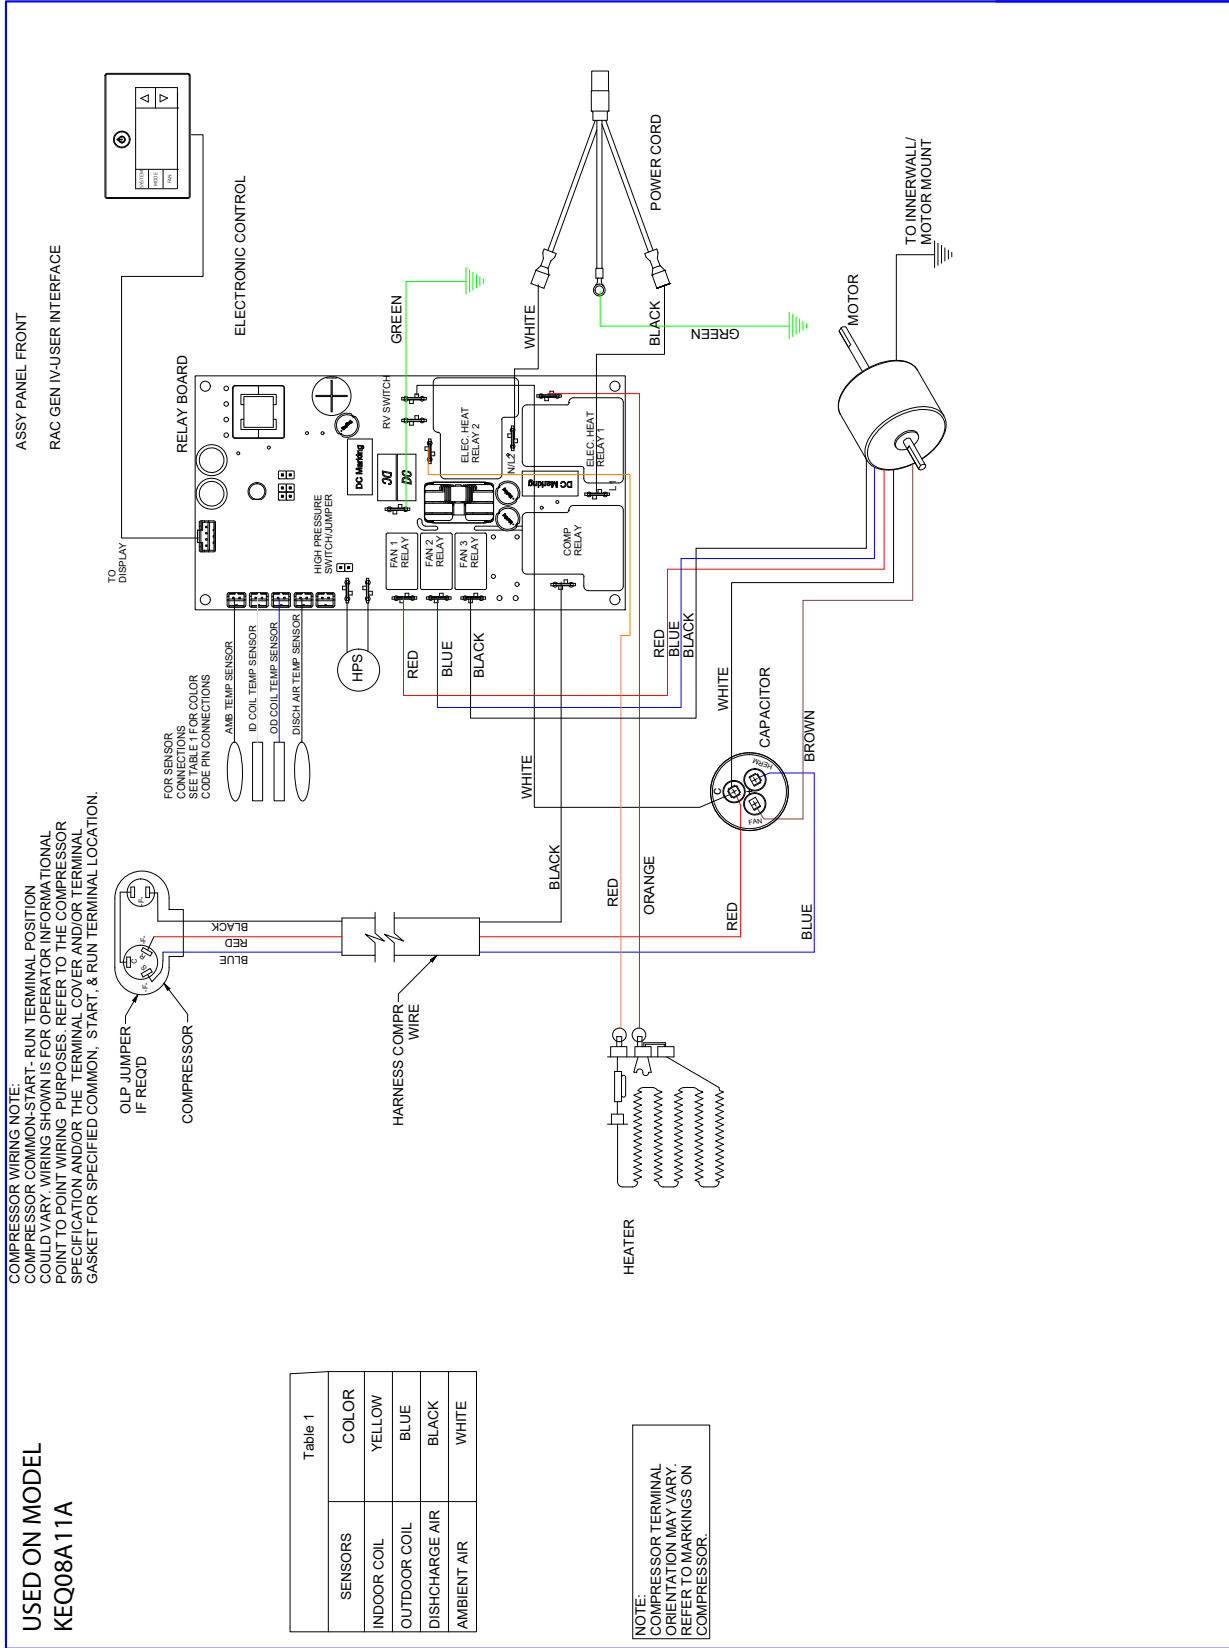 USED ON MODEL
KEQ08A11A
COMPRESSOR WIRING NOTE:
COMPRESSOR COMMON-START- RUN TERMINAL POSITION
COULD VARY. WIRING SHOWN IS FOR OPERATOR INFORMATIONAL
POINT TO POINT WIRING PURPOSES. REFER TO THE COMPRESSOR
SPECIFICATION AND/OR THE TERMINAL COVER AND/OR TERMINAL
GASKET FOR SPECIFIED COMMON, START, & RUN TERMINAL LOCATION.
ASSY PANEL FRONT
RAC GEN IV-USER INTERFACE
SYSTEM
MODE
FAN
ELECTRONIC CONTROL
RELAY BOARD
TO
DISPLAY
FOR SENSOR
CONNECTIONS
SEE TABLE 1 FOR COLOR
CODE PIN CONNECTIONS
AMB TEMP SENSOR
ID COIL TEMP SENSOR
OD COIL TEMP SENSOR
DISCH AIR TEMP SENSOR
HIGH PRESSURE
SWITCH/JUMPER
HPS
DC Marking
DC
DC
RV SWITCH
FAN 1
RELAY
FAN 2
RELAY
FAN 3
RELAY
ELEC. HEAT
RELAY 2
N/L2
DC Marking
ELEC. HEAT
RELAY 1
L1
COMP
RELAY
GREEN
WHITE
BLACK
GREEN
POWER CORD
TO INNERWALL/
MOTOR MOUNT
MOTOR
RED
BLUE
BLACK
RED
BLUE
BLACK
WHITE
WHITE
CAPACITOR
C
HERM
FAN
BROWN
BLACK
RED
ORANGE
RED
BLUE
OLP JUMPER
IF REQ'D
COMPRESSOR
C
R
S
BLACK
RED
BLUE
HARNESS COMPR
WIRE
HEATER
Table 1
SENSORS COLOR
INDOOR COIL YELLOW
OUTDOOR COIL BLUE
DISHCHARGE AIR BLACK
AMBIENT AIR WHITE
NOTE:
COMPRESSOR TERMINAL
ORIENTATION MAY VARY.
REFER TO MARKINGS ON
COMPRESSOR.